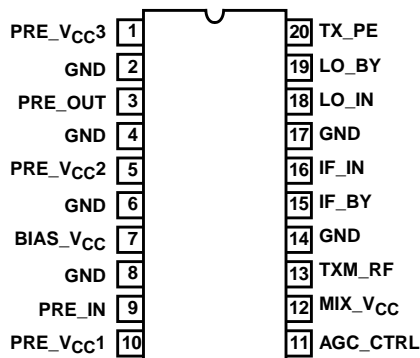 PRE_VCC3 1 20 TX_PE
GND 2 19 LO_BY
PRE_OUT 3 18 LO_IN
GND 4 17 GND
PRE_VCC2 5 16 IF_IN
GND 6 15 IF_BY
BIAS_VCC 7 14 GND
GND 8 13 TXM_RF
PRE_IN 9 12 MIX_VCC
PRE_VCC1 10 11 AGC_CTRL